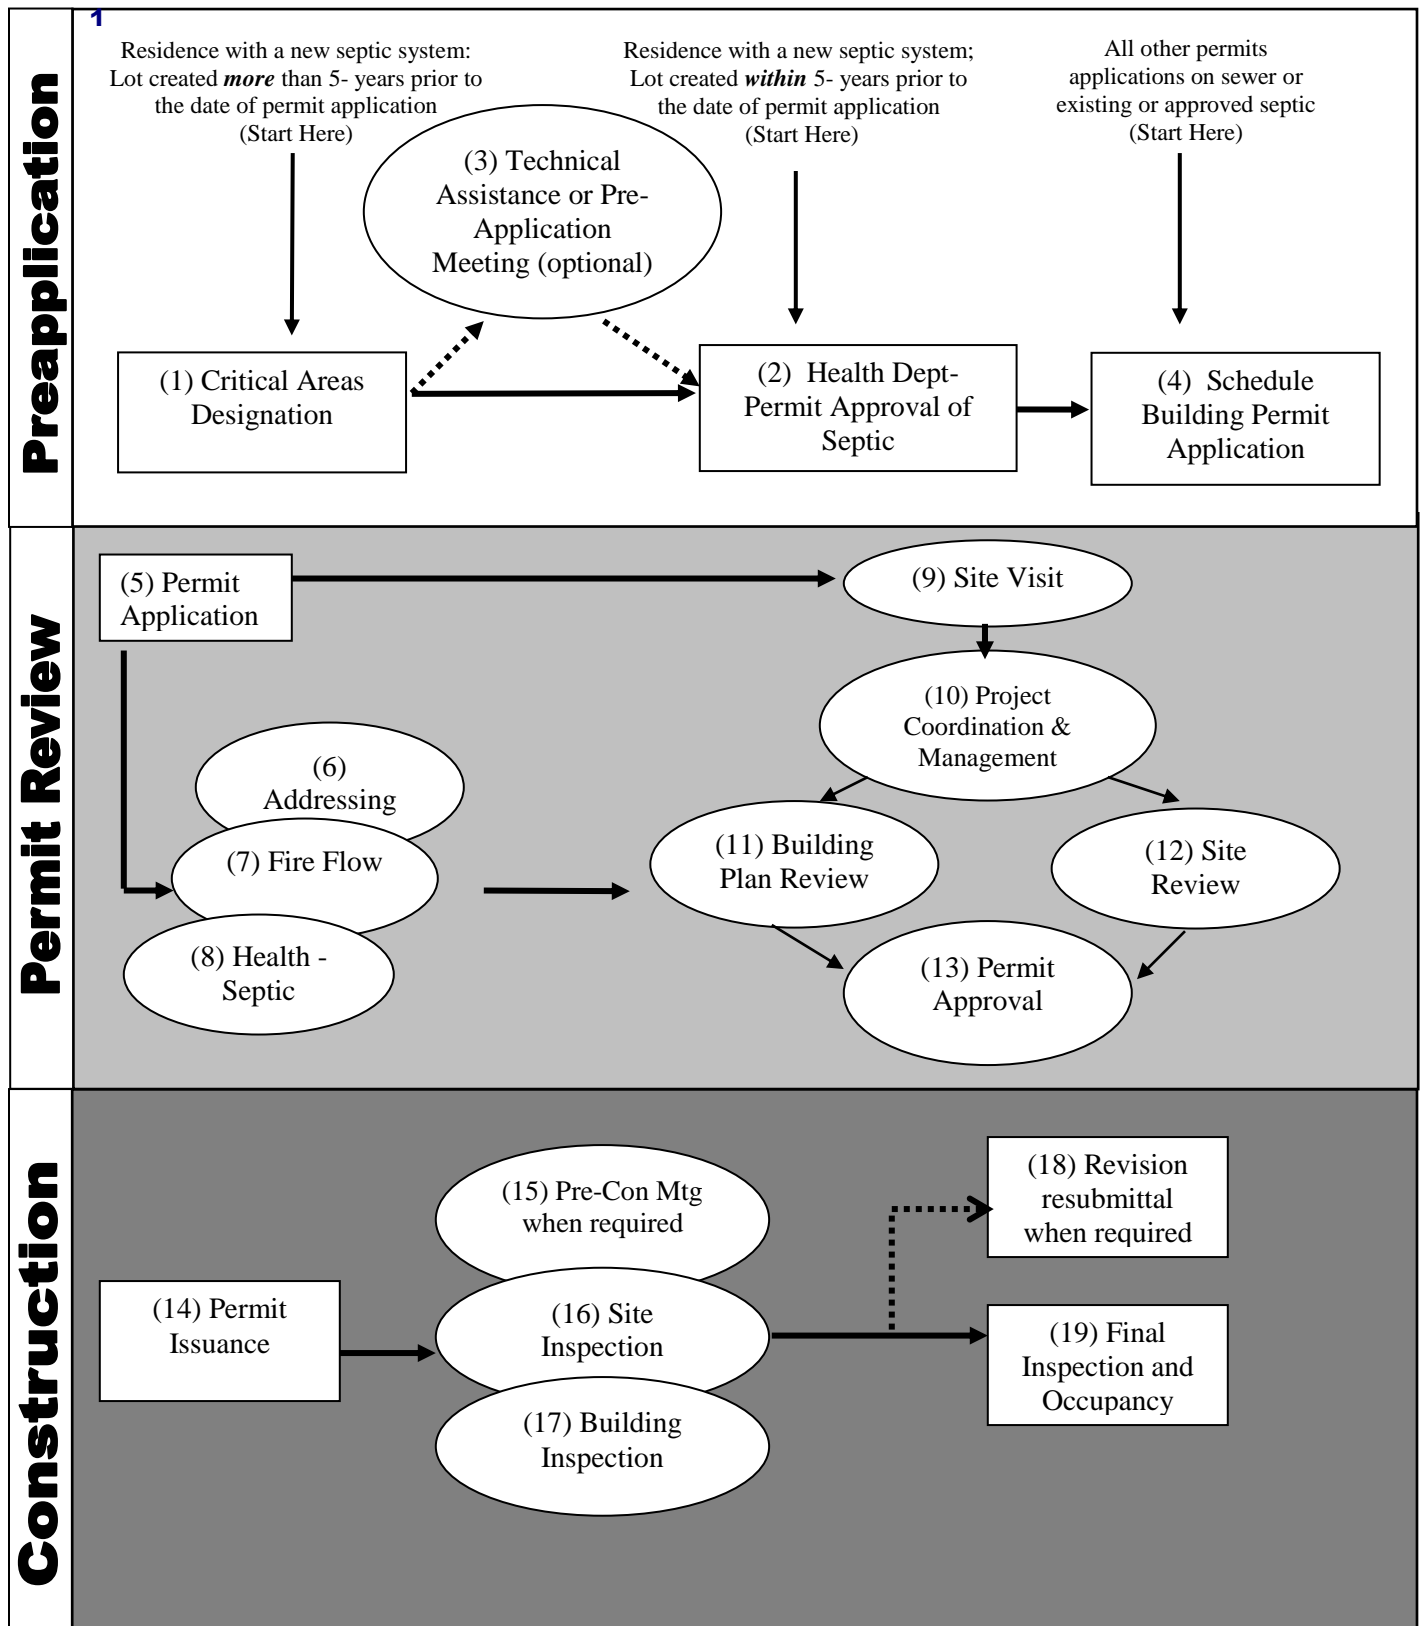 1
Preapplication
Residence with a new septic system:
Lot created more than 5- years prior to
the date of permit application
(Start Here)
Residence with a new septic system;
Lot created within 5- years prior to
the date of permit application
(Start Here)
All other permits
applications on sewer or
existing or approved septic
(Start Here)
(3) Technical
Assistance or Pre-
Application
Meeting (optional)
(1) Critical Areas
Designation
(2) Health Dept-
Permit Approval of
Septic
(4) Schedule
Building Permit
Application
Permit Review
(5) Permit
Application
(9) Site Visit
(10) Project
Coordination &
Management
(6)
Addressing
(7) Fire Flow
(8) Health -
Septic
(11) Building
Plan Review
(12) Site
Review
(13) Permit
Approval
Construction
(14) Permit
Issuance
(15) Pre-Con Mtg
when required
(16) Site
Inspection
(17) Building
Inspection
(18) Revision
resubmittal
when required
(19) Final
Inspection and
Occupancy